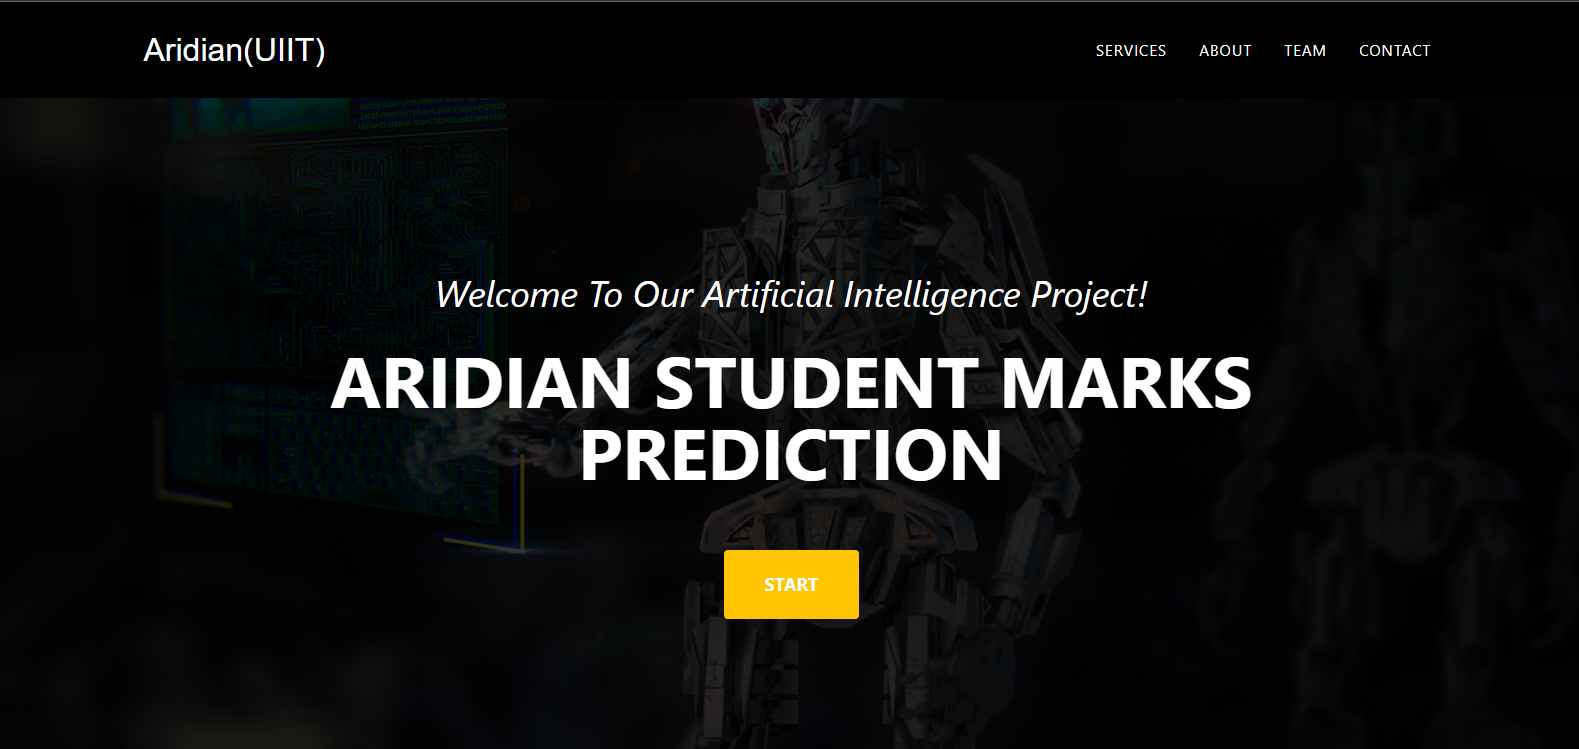 Aridian(UIIT)
SERVICES ABOUT TEAM CONTACT
Welcome To Our Artificial Intelligence Project!
ARIDIAN STUDENT MARKS
PREDICTION
START